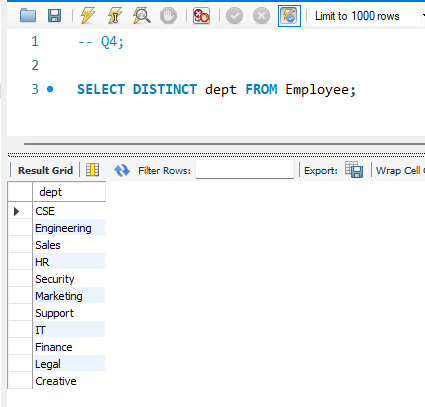 Limit to 1000 rows
1 -- Q4;
2
3 SELECT DISTINCT dept FROM Employee;
Result Grid Filter Rows: Export: Wrap Cell
dept
CSE
Engineering
Sales
HR
Security
Marketing
Support
IT
Finance
Legal
Creative